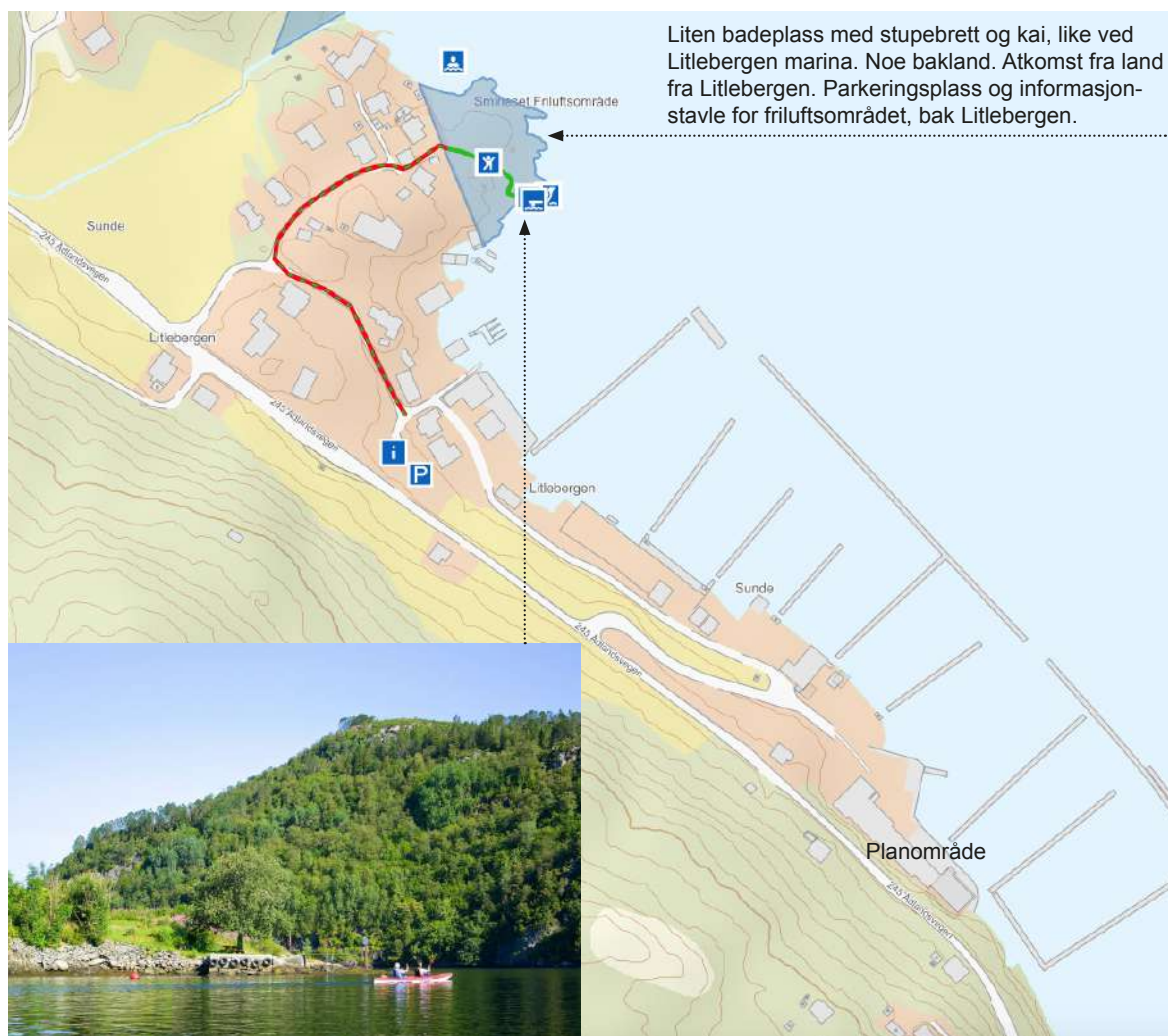 Liten badeplass med stupebrett og kai, like ved
Litlebergen marina. Noe bakland. Atkomst fra land
fra Litlebergen. Parkeringsplass og informasjon-
stavle for friluftsområdet, bak Litlebergen.
Smineset Friluftsområde
Sunde
245 Adlandsvegen
Litlebergen
245 Adlandsvegen
i
P
Litlebergen
Sunde
245 Adlandsvegen
Planområde
245 Adlandsvegen